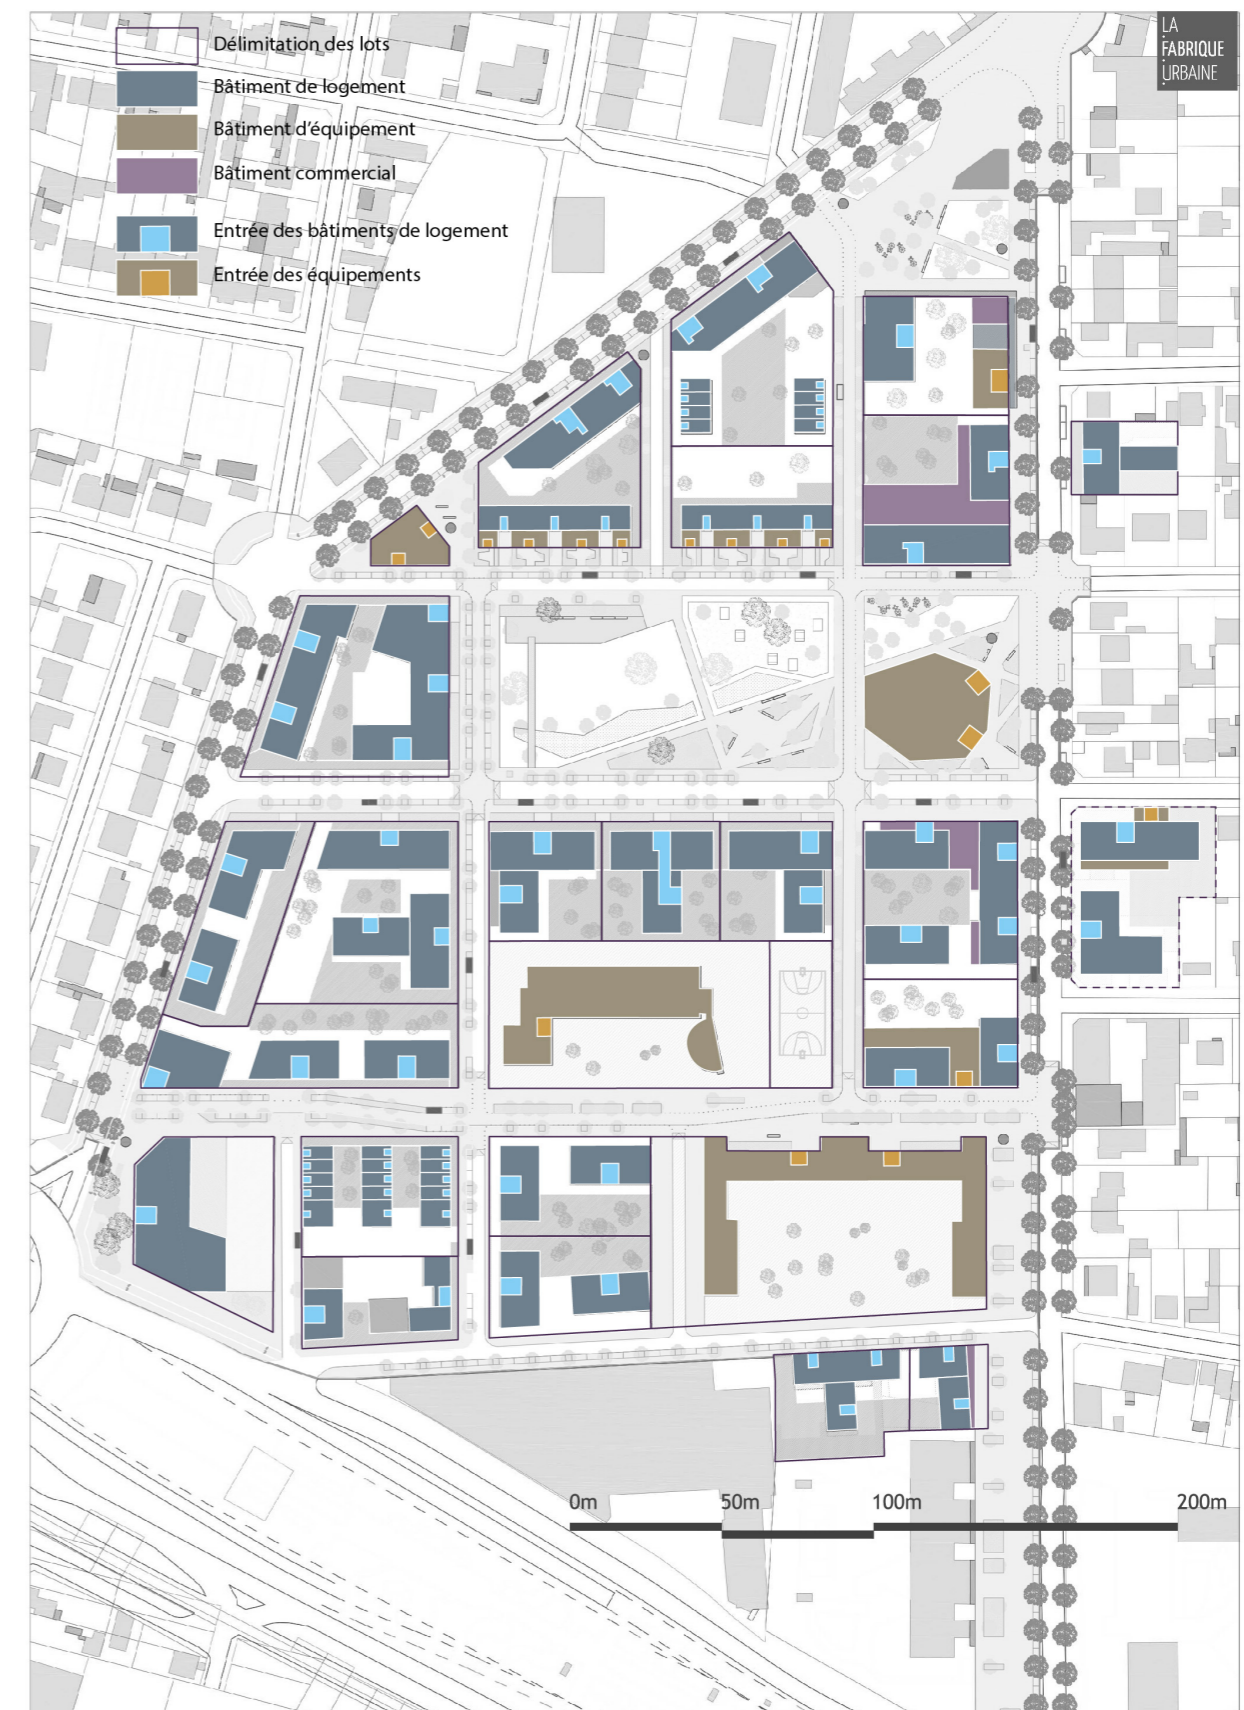 LA
FABRIQUE
URBAINE
Délimitation des lots
Bâtiment de logement
Bâtiment d'équipement
Bâtiment commercial
Entrée des bâtiments de logement
Entrée des équipements
0m 50m 100m 200m